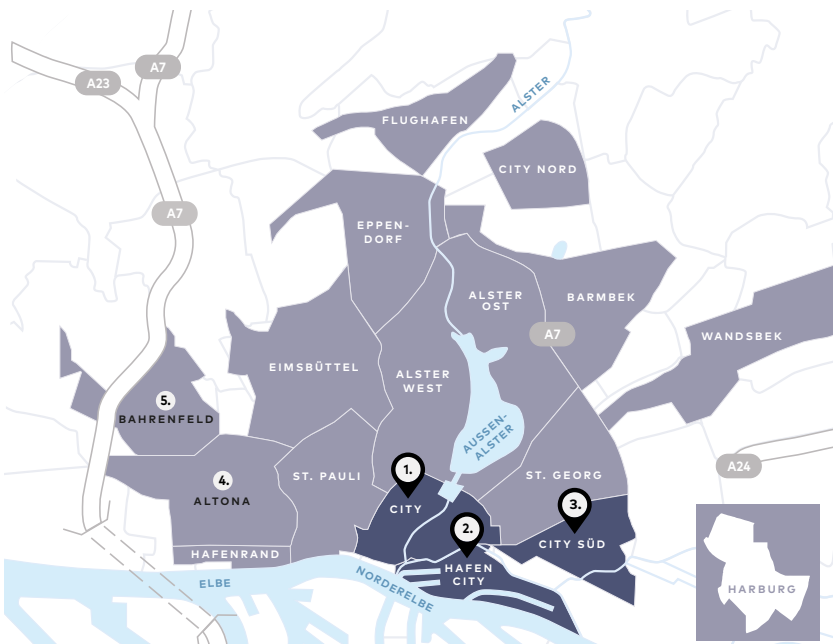 A7
A23
ALSTER
FLUGHAFEN
CITY NORD
A7
EPPEN-
DORF
ALSTER
OST
BARMBEK
A7
WANDSBEK
EIMSBÜTTEL
ALSTER
WEST
5.
BAHRENFELD
AUSSEN-
ALSTER
1.
ST. PAULI
ST. GEORG
A24
4.
ALTONA
CITY
2.
3.
CITY SÜD
HAFENRAND
HAFEN
CITY
ELBE
NORDERELBE
HARBURG